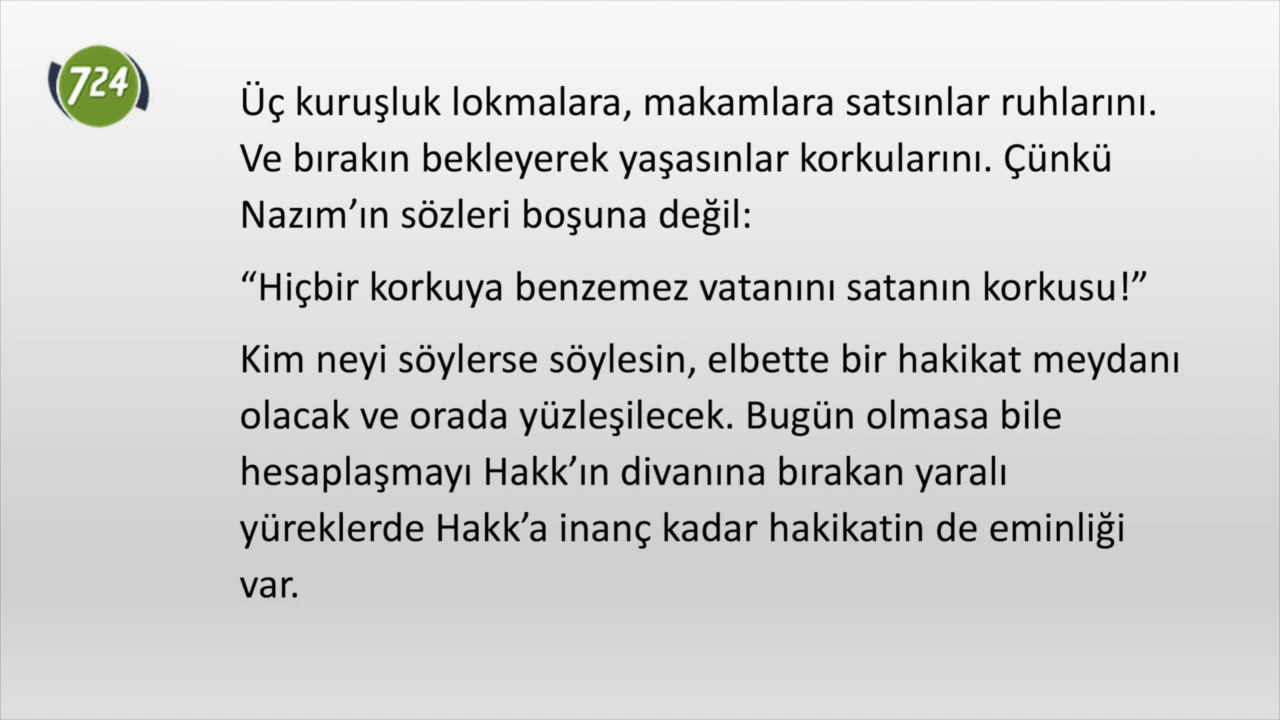 724
Üç kuruşluk lokmalara, makamlara satsınlar ruhlarını.
Ve bırakın bekleyerek yaşasınlar korkularını. Çünkü
Nazım’ın sözleri boşuna değil:
“Hiçbir korkuya benzemez vatanını satanın korkusu!”
Kim neyi söylerse söylesin, elbette bir hakikat meydanı
olacak ve orada yüzleşilecek. Bugün olmasa bile
hesaplaşmayı Hakk’ın divanına bırakan yaralı
yüreklerde Hakk’a inanç kadar hakikatin de eminliği
var.